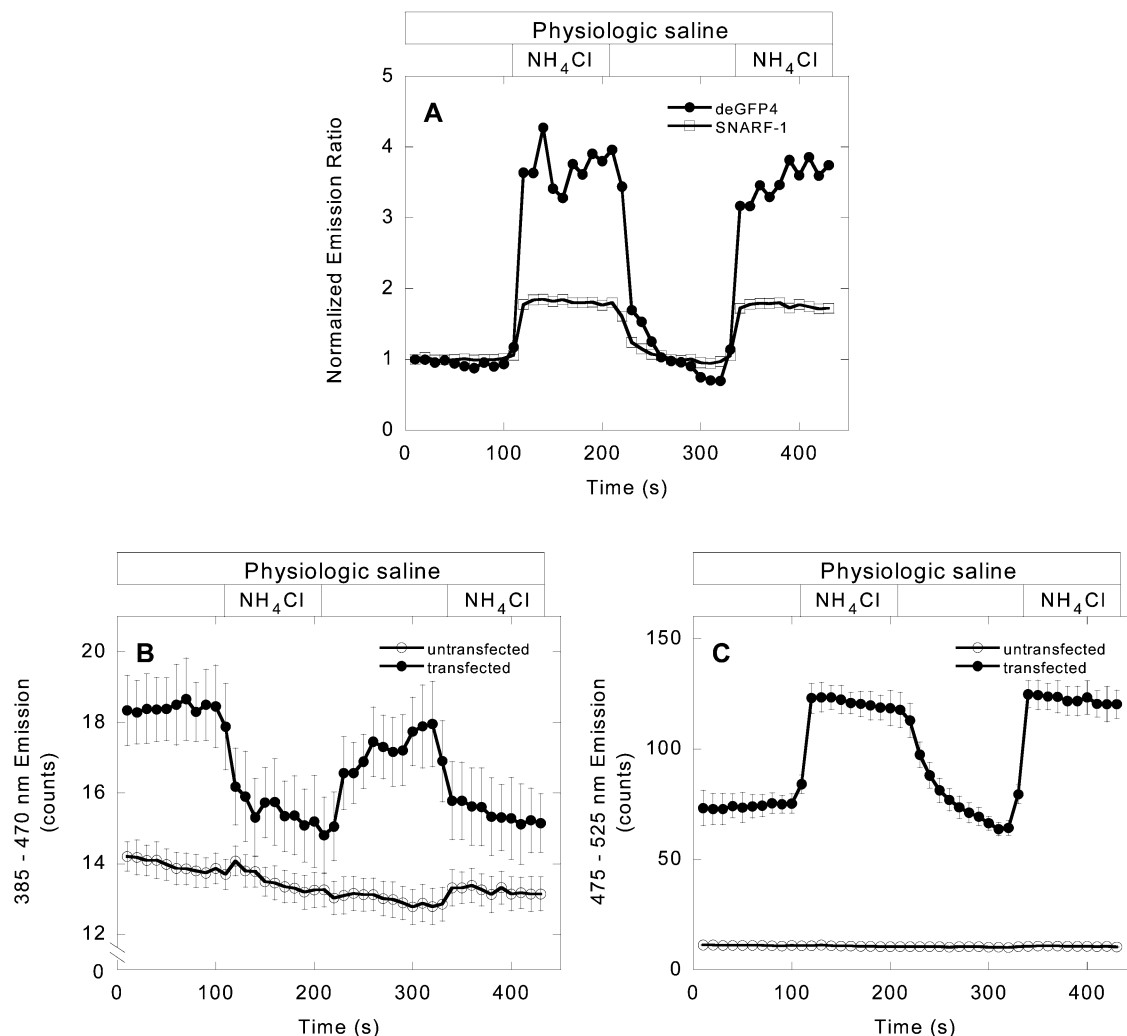 Physiologic saline
NH4Cl NH4Cl
A
deGFP4
SNARF-1
Normalized Emission Ratio
5
4
3
2
1
0
0 100 200 300 400
Time (s)
Physiologic saline
NH4Cl NH4Cl
B
untransfected
transfected
385 - 470 nm Emission
(counts)
20
18
16
14
12
0
0 100 200 300 400
Time (s)
Physiologic saline
NH4Cl NH4Cl
C
untransfected
transfected
475 - 525 nm Emission
(counts)
150
100
50
0
0 100 200 300 400
Time (s)